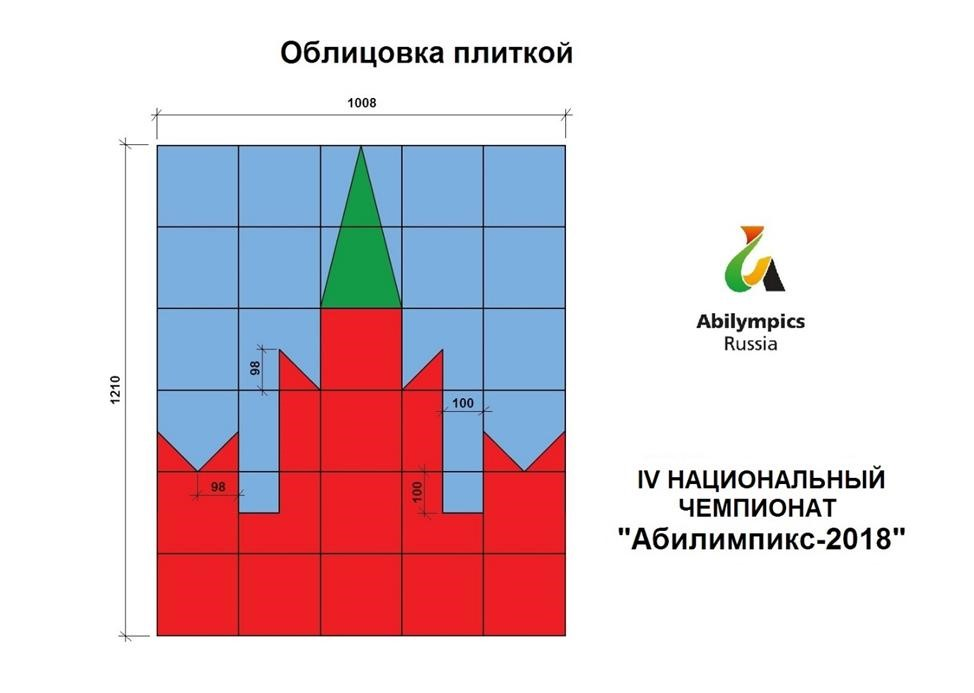 Облицовка плиткой
1008
1210
98
100
98
100
Abilympics
Russia
IV НАЦИОНАЛЬНЫЙ
ЧЕМПИОНАТ
"Абилимпикс-2018"